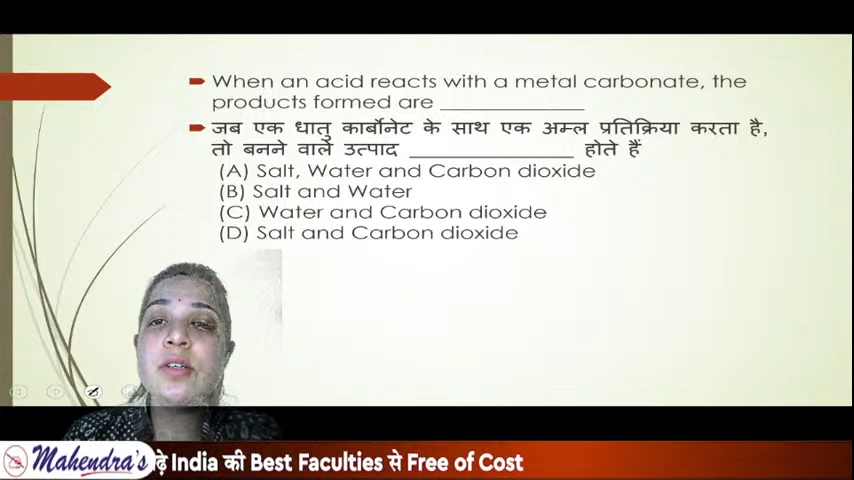 When an acid reacts with a metal carbonate, the
products formed are ______________
जब एक धातु कार्बोनेट के साथ एक अम्ल प्रतिक्रिया करता है,
तो बनने वाले उत्पाद ________________ होते हैं
(A) Salt, Water and Carbon dioxide
(B) Salt and Water
(C) Water and Carbon dioxide
(D) Salt and Carbon dioxide
Mahendra's India की Best Faculties से Free of Cost